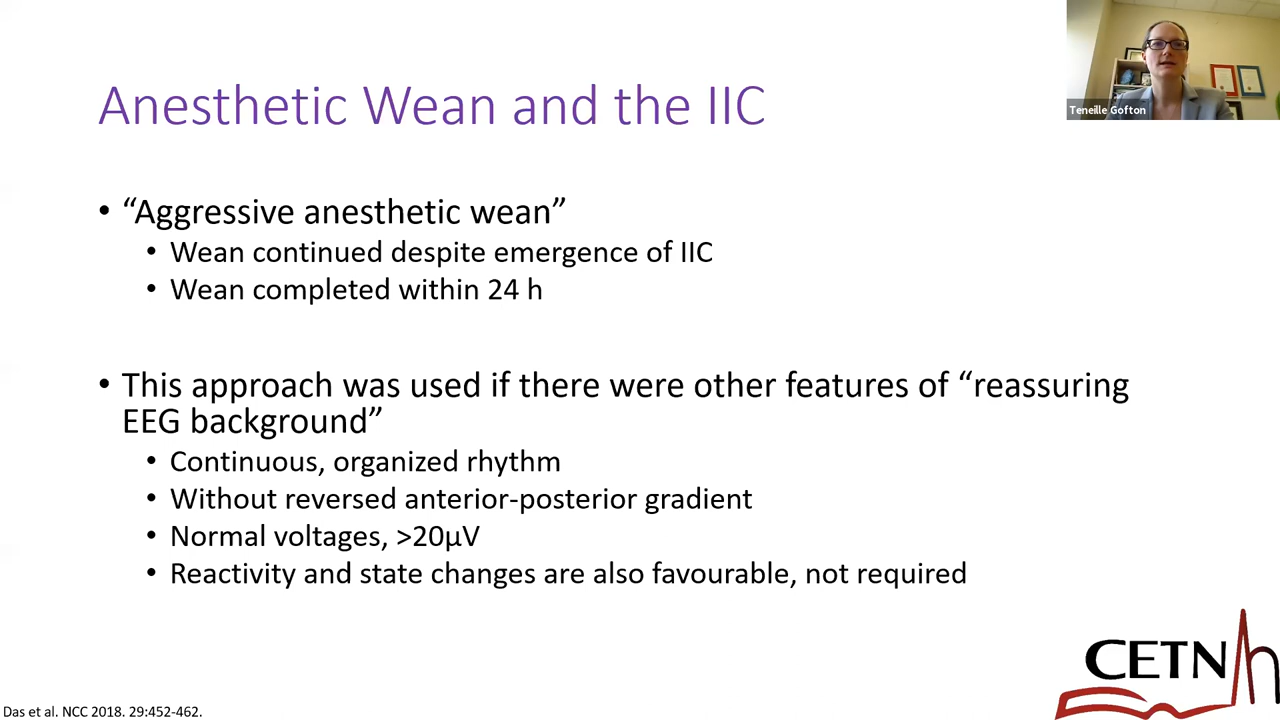 Anesthetic Wean and the IIC
Teneille Gofton
• “Aggressive anesthetic wean”
• Wean continued despite emergence of IIC
• Wean completed within 24 h
• This approach was used if there were other features of “reassuring
EEG background”
• Continuous, organized rhythm
• Without reversed anterior-posterior gradient
• Normal voltages, >20µV
• Reactivity and state changes are also favourable, not required
CETN
Das et al. NCC 2018. 29:452-462.